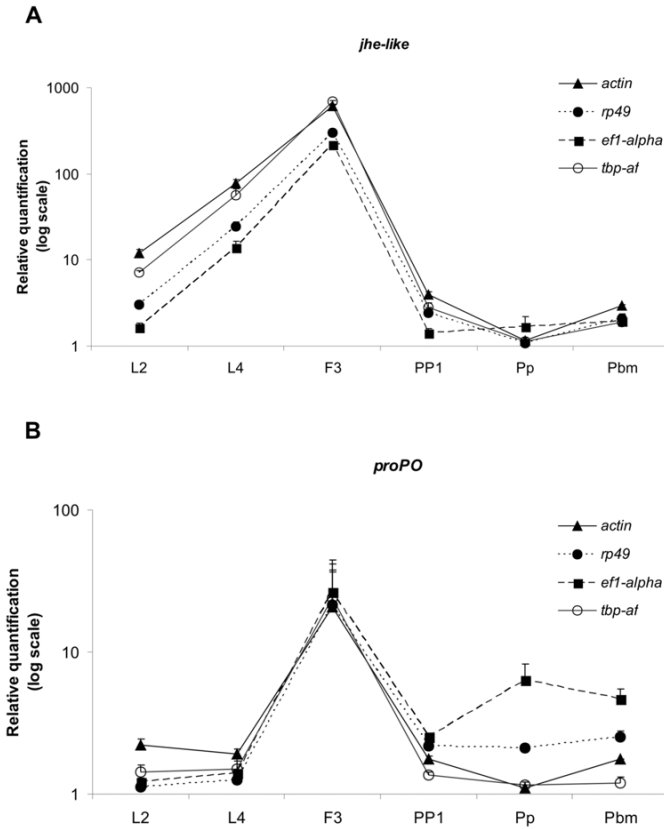 A
jhe-like
Relative quantification
(log scale)
1000
100
10
1
L2 L4 F3 PP1 Pp Pbm
actin
rp49
ef1-alpha
tbp-af
B
proPO
Relative quantification
(log scale)
100
10
1
L2 L4 F3 PP1 Pp Pbm
actin
rp49
ef1-alpha
tbp-af